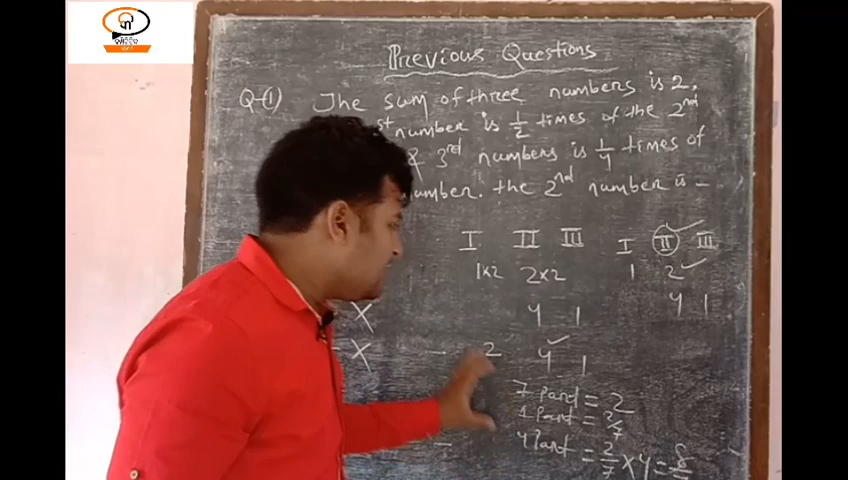 Previous Questions
Q-(1) The sum of three numbers is 2,
st number is 1/2 times of the 2nd
& 3rd numbers is 1/4 times of
number. the 2nd number is -
I II III I II III
1x2 2x2 1 2
X 4 1 4 1
X - 2 4 1
7 Part = 2
1 Part = 2/7
4 Part = 2/7 x 4 = 8